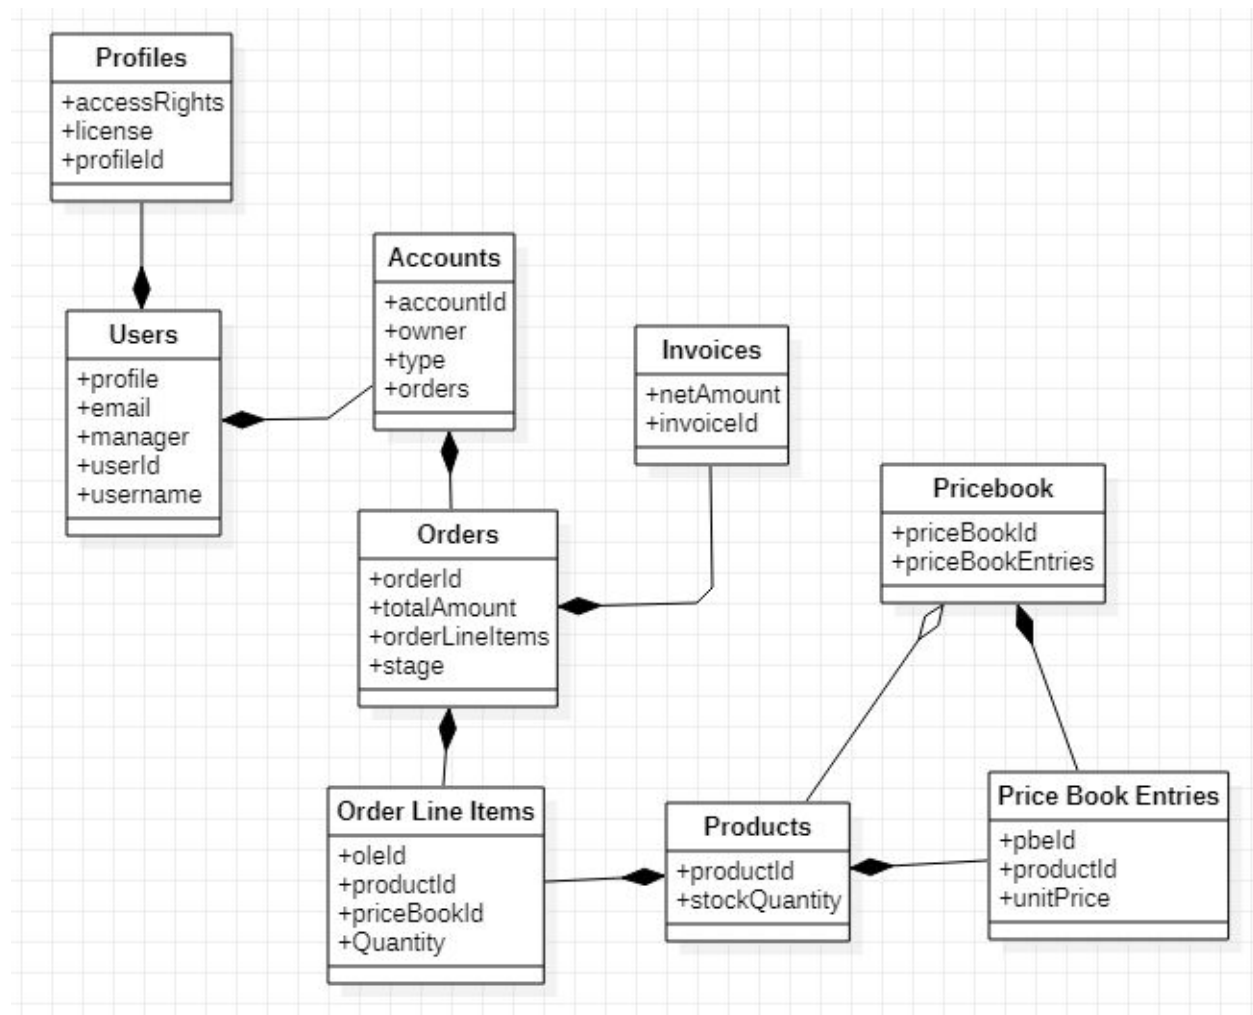 Profiles
+accessRights
+license
+profileId
Accounts
+accountId
+owner
+type
+orders
Users
+profile
+email
+manager
+userId
+username
Invoices
+netAmount
+invoiceId
Pricebook
+priceBookId
+priceBookEntries
Orders
+orderId
+totalAmount
+orderLineItems
+stage
Order Line Items
+oleId
+productId
+priceBookId
+Quantity
Products
+productId
+stockQuantity
Price Book Entries
+pbeId
+productId
+unitPrice